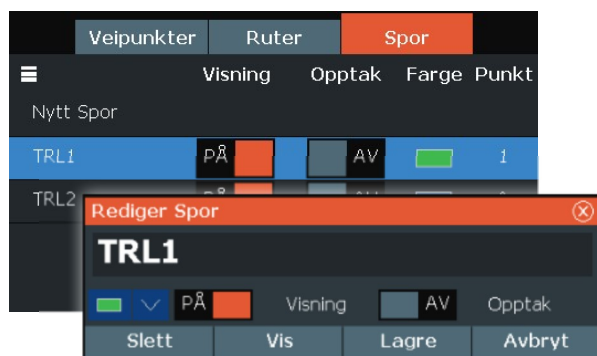 Veipunkter Ruter Spor
Visning Opptak Farge Punkt
Nytt Spor
TRL1 PÅ AV 1
TRL2
Rediger Spor
TRL1
PÅ Visning AV Opptak
Slett Vis Lagre Avbryt